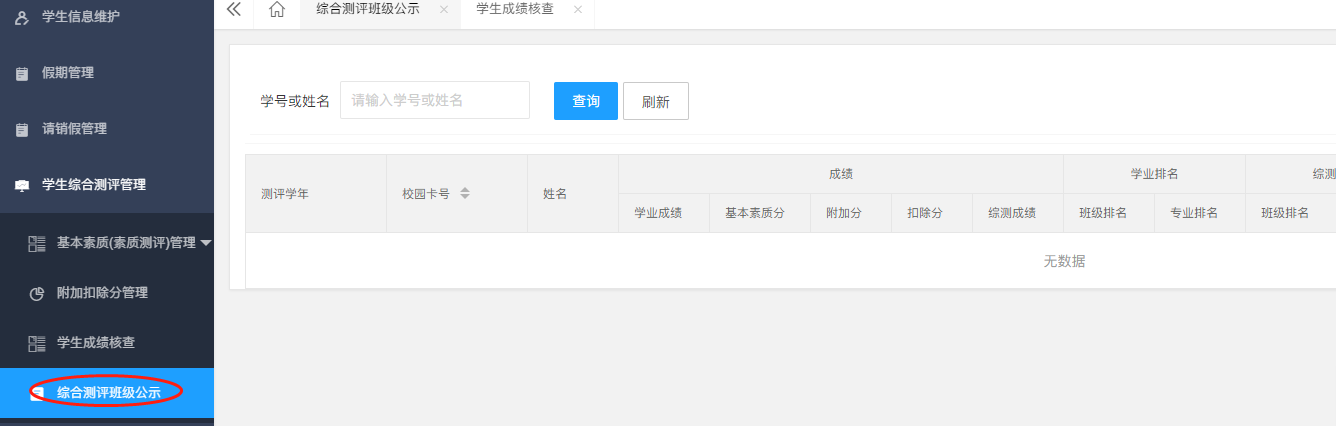 学生信息维护
假期管理
请销假管理
学生综合测评管理
基本素质(素质测评)管理
附加扣除分管理
学生成绩核查
综合测评班级公示
综合测评班级公示
学生成绩核查
学号或姓名
请输入学号或姓名
查询
刷新
测评学年
校园卡号
姓名
成绩
学业排名
综测
学业成绩
基本素质分
附加分
扣除分
综测成绩
班级排名
专业排名
班级排名
无数据